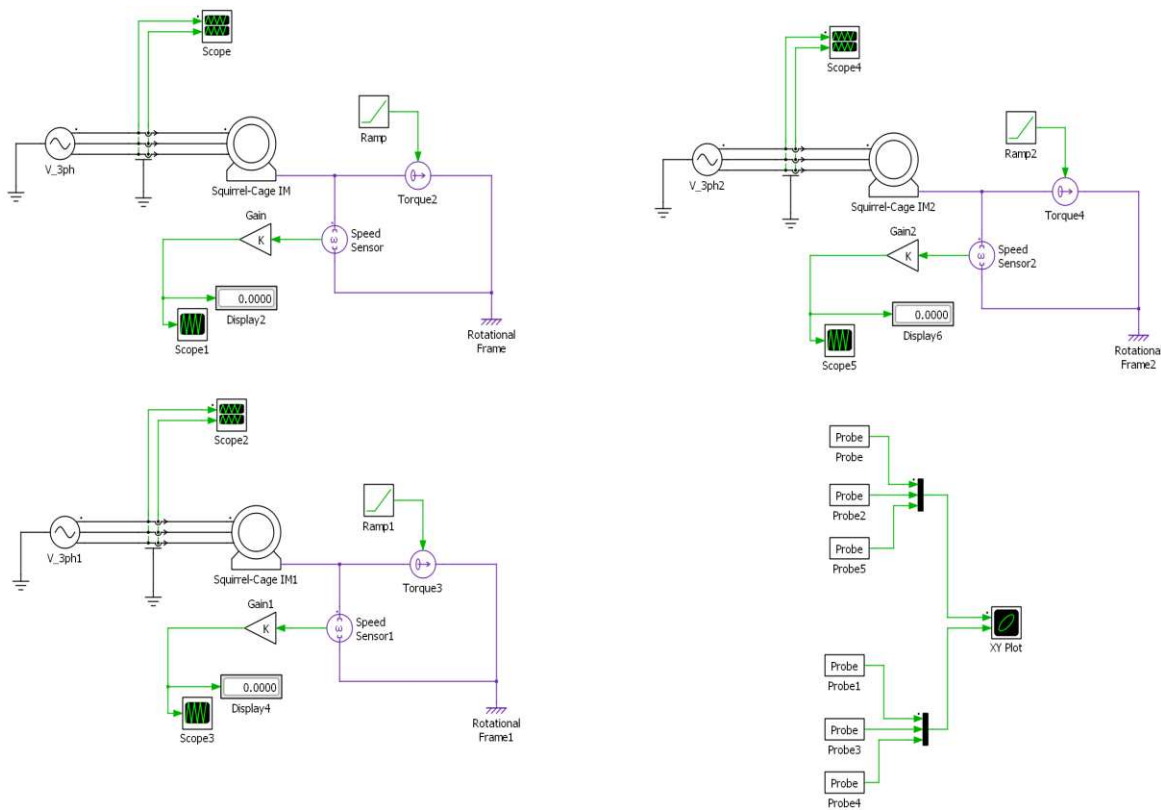 Scope
V_3ph
Squirrel-Cage IM
Ramp
Torque2
Gain
K
ω
Speed
Sensor
0.0000
Display2
Scope1
Rotational
Frame
Scope4
V_3ph2
Squirrel-Cage IM2
Ramp2
Torque4
Gain2
K
ω
Speed
Sensor2
0.0000
Display6
Scope5
Rotational
Frame2
Scope2
V_3ph1
Squirrel-Cage IM1
Ramp1
Torque3
Gain1
K
ω
Speed
Sensor1
0.0000
Display4
Scope3
Rotational
Frame1
Probe
Probe
Probe
Probe2
Probe
Probe5
XY Plot
Probe
Probe1
Probe
Probe3
Probe
Probe4